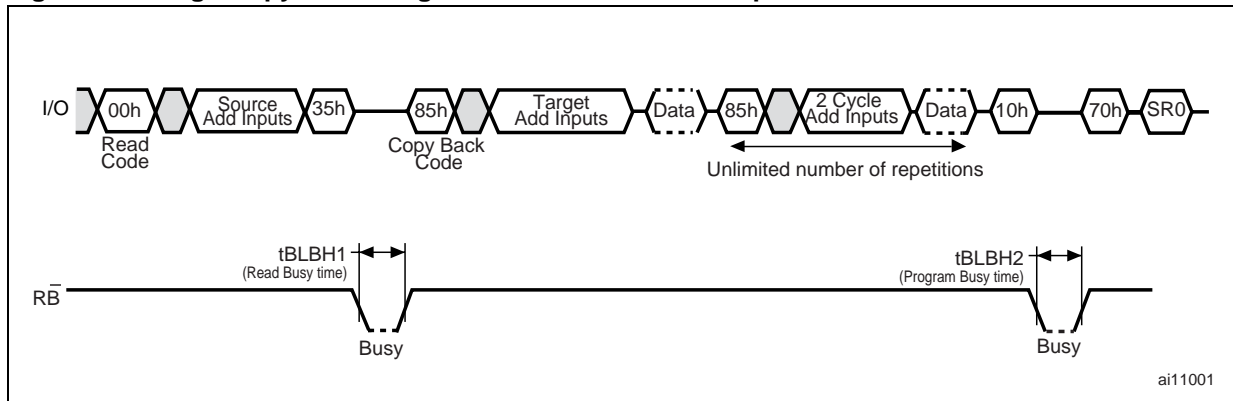 I/O 00h Source Add Inputs 35h 85h Target Add Inputs Data 85h 2 Cycle Add Inputs Data 10h 70h SR0
Read Code
Copy Back Code
Unlimited number of repetitions
tBLBH1
(Read Busy time)
tBLBH2
(Program Busy time)
RB
Busy
Busy
ai11001